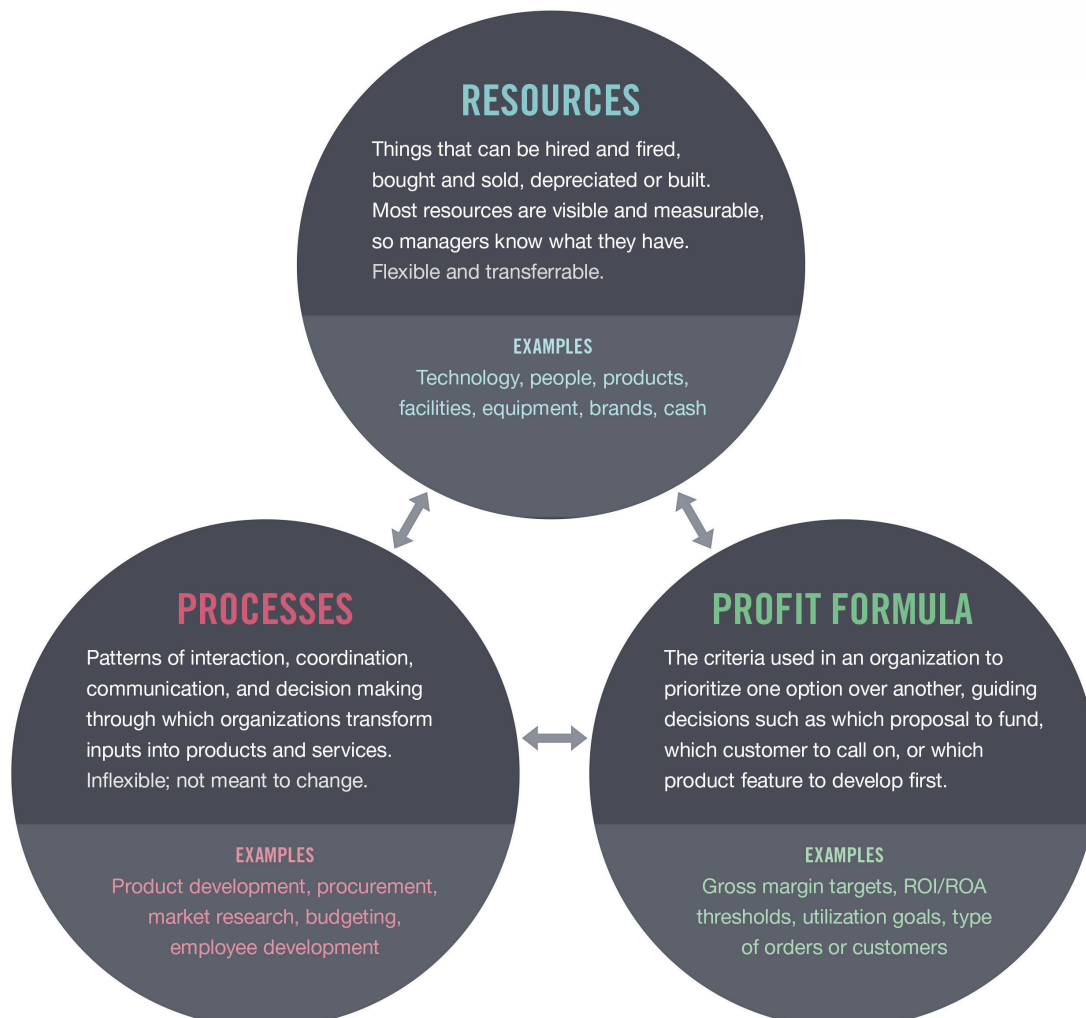 RESOURCES
Things that can be hired and fired,
bought and sold, depreciated or built.
Most resources are visible and measurable,
so managers know what they have.
Flexible and transferrable.
EXAMPLES
Technology, people, products,
facilities, equipment, brands, cash
PROCESSES
Patterns of interaction, coordination,
communication, and decision making
through which organizations transform
inputs into products and services.
Inflexible; not meant to change.
EXAMPLES
Product development, procurement,
market research, budgeting,
employee development
PROFIT FORMULA
The criteria used in an organization to
prioritize one option over another, guiding
decisions such as which proposal to fund,
which customer to call on, or which
product feature to develop first.
EXAMPLES
Gross margin targets, ROI/ROA
thresholds, utilization goals, type
of orders or customers